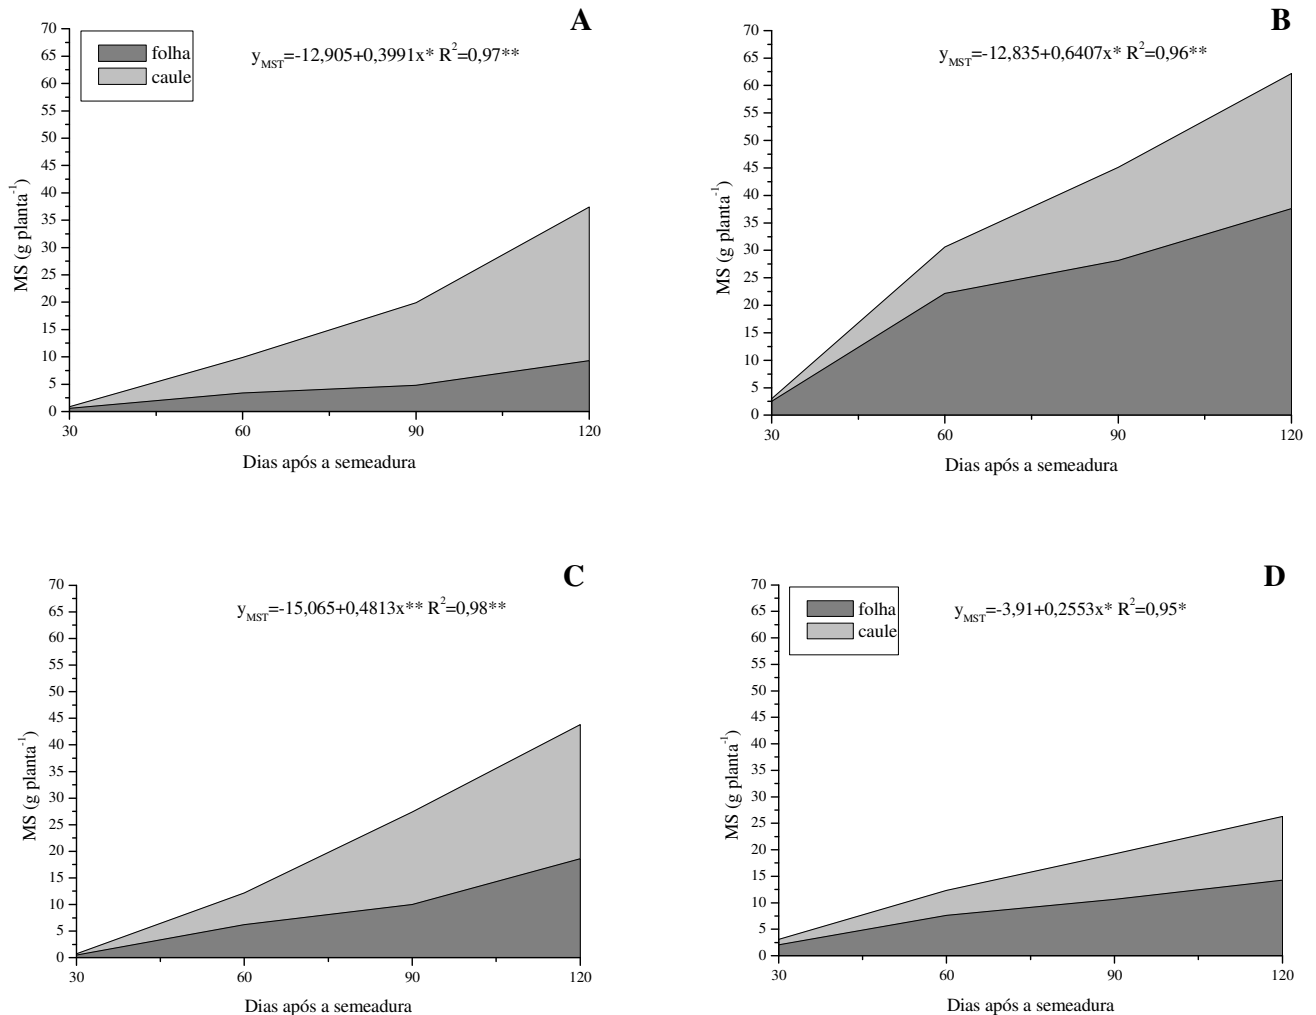 A
folha
caule
y_MST=-12,905+0,3991x* R²=0,97**
70
65
60
55
50
45
40
35
30
25
20
15
10
5
0
MS (g planta⁻¹)
30 60 90 120
Dias após a semeadura
B
y_MST=-12,835+0,6407x* R²=0,96**
70
65
60
55
50
45
40
35
30
25
20
15
10
5
0
MS (g planta⁻¹)
30 60 90 120
Dias após a semeadura
C
y_MST=-15,065+0,4813x** R²=0,98**
70
65
60
55
50
45
40
35
30
25
20
15
10
5
0
MS (g planta⁻¹)
30 60 90 120
Dias após a semeadura
D
folha
caule
y_MST=-3,91+0,2553x* R²=0,95*
70
65
60
55
50
45
40
35
30
25
20
15
10
5
0
MS (g planta⁻¹)
30 60 90 120
Dias após a semeadura